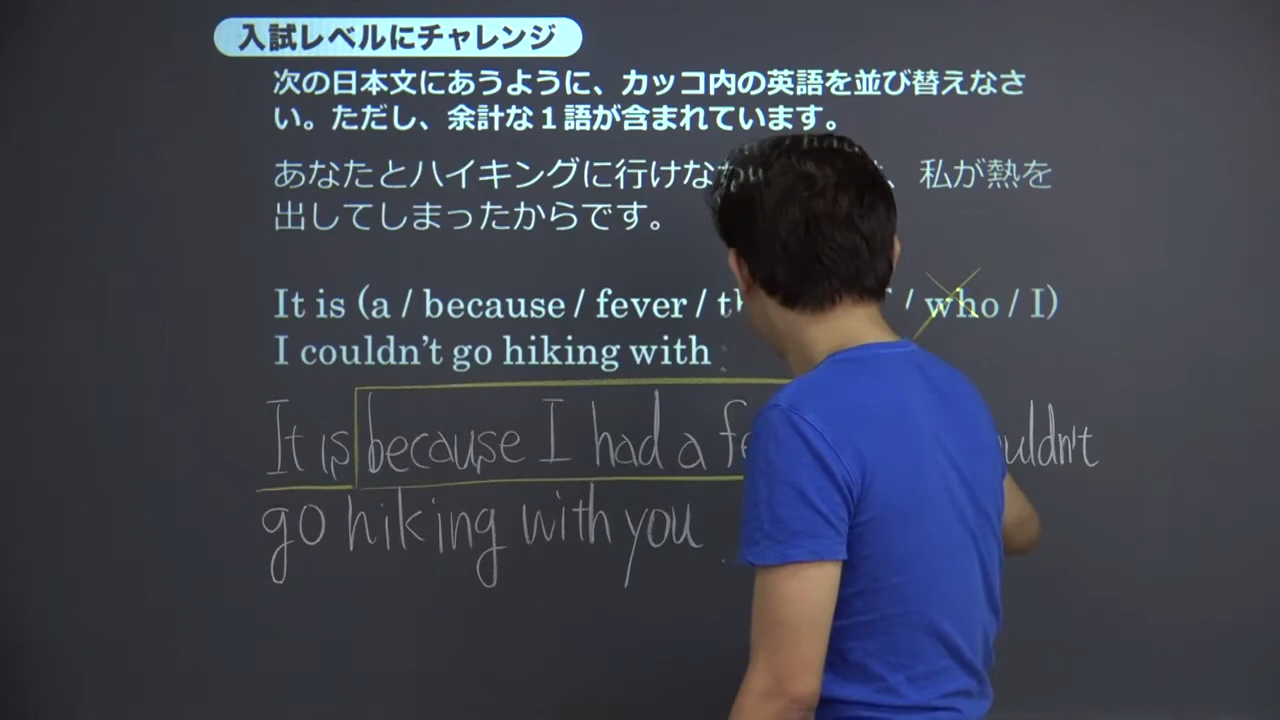 入試レベルにチャレンジ
次の日本文にあうように、カッコ内の英語を並び替えなさ
い。ただし、余計な１語が含まれています。
あなたとハイキングに行けな 、私が熱を
出してしまったからです。
It is (a / because / fever / / who / I)
I couldn't go hiking with
It is because I had a
go hiking with you